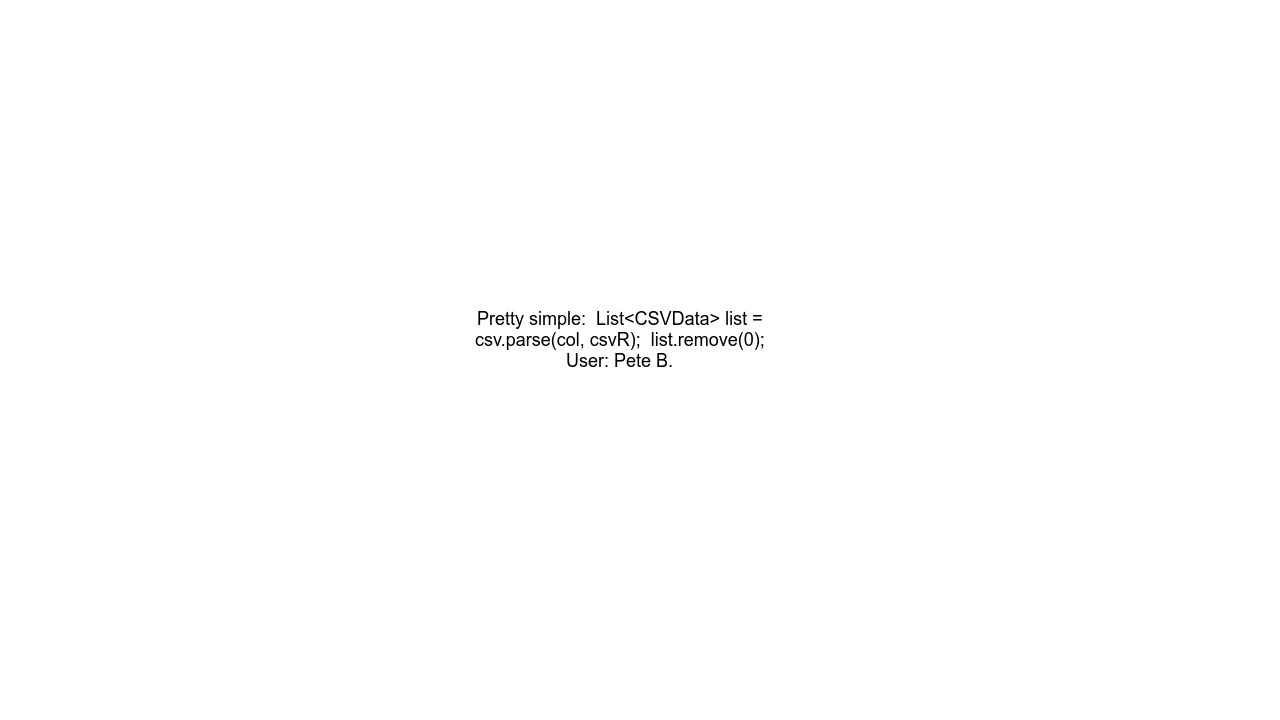 Pretty simple:  List<CSVData> list =
csv.parse(col, csvR);  list.remove(0);
User: Pete B.